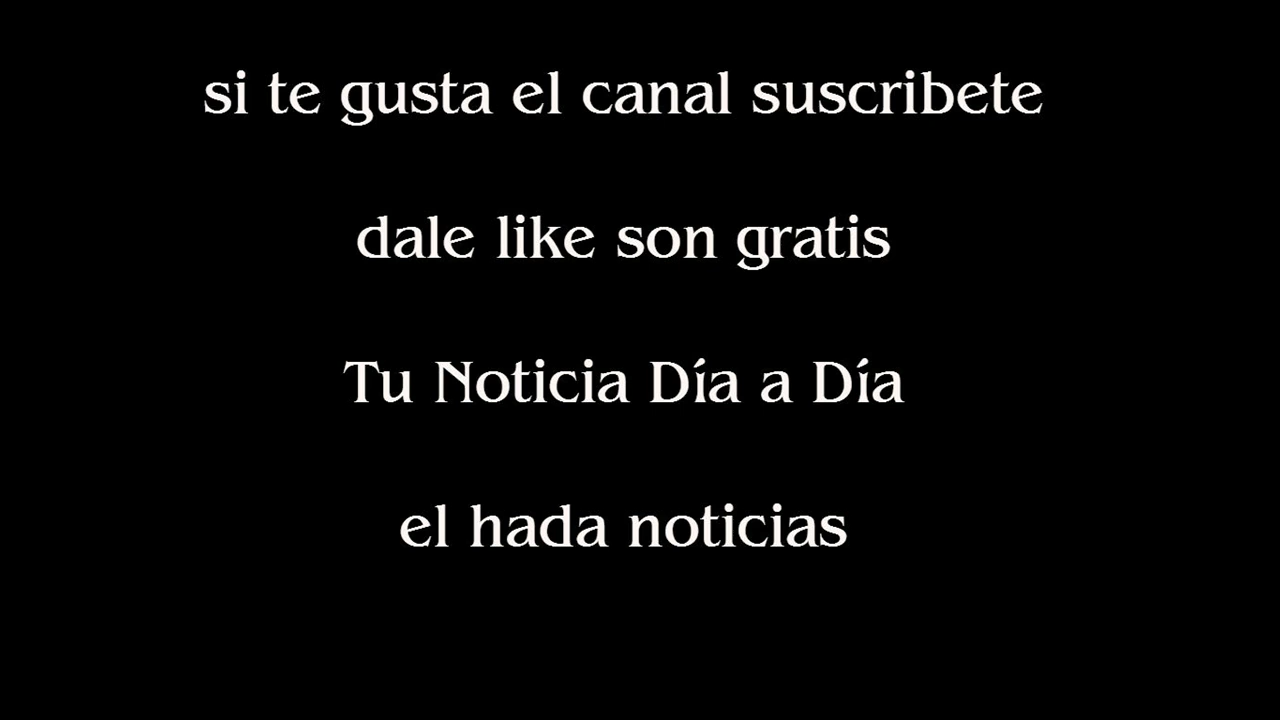 si te gusta el canal suscribete
dale like son gratis
Tu Noticia Día a Día
el hada noticias